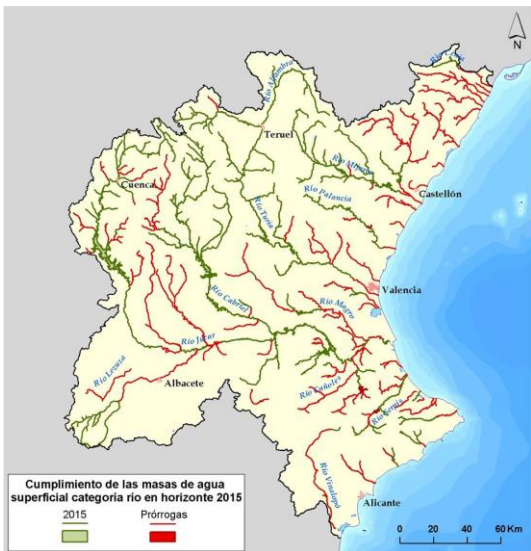 N
Río Cenia
Río Alfambra
Teruel
Río Mijares
Cuenca
Río Palancia
Castellón
Río Turia
Valencia
Río Cabriel
Río Magro
Río Júcar
Río Lezuza
Albacete
Río Cañoles
Río Serpis
Río Vinalopó
Alicante
Cumplimiento de las masas de agua
superficial categoría río en horizonte 2015
2015 Prórrogas
0 20 40 60 Km